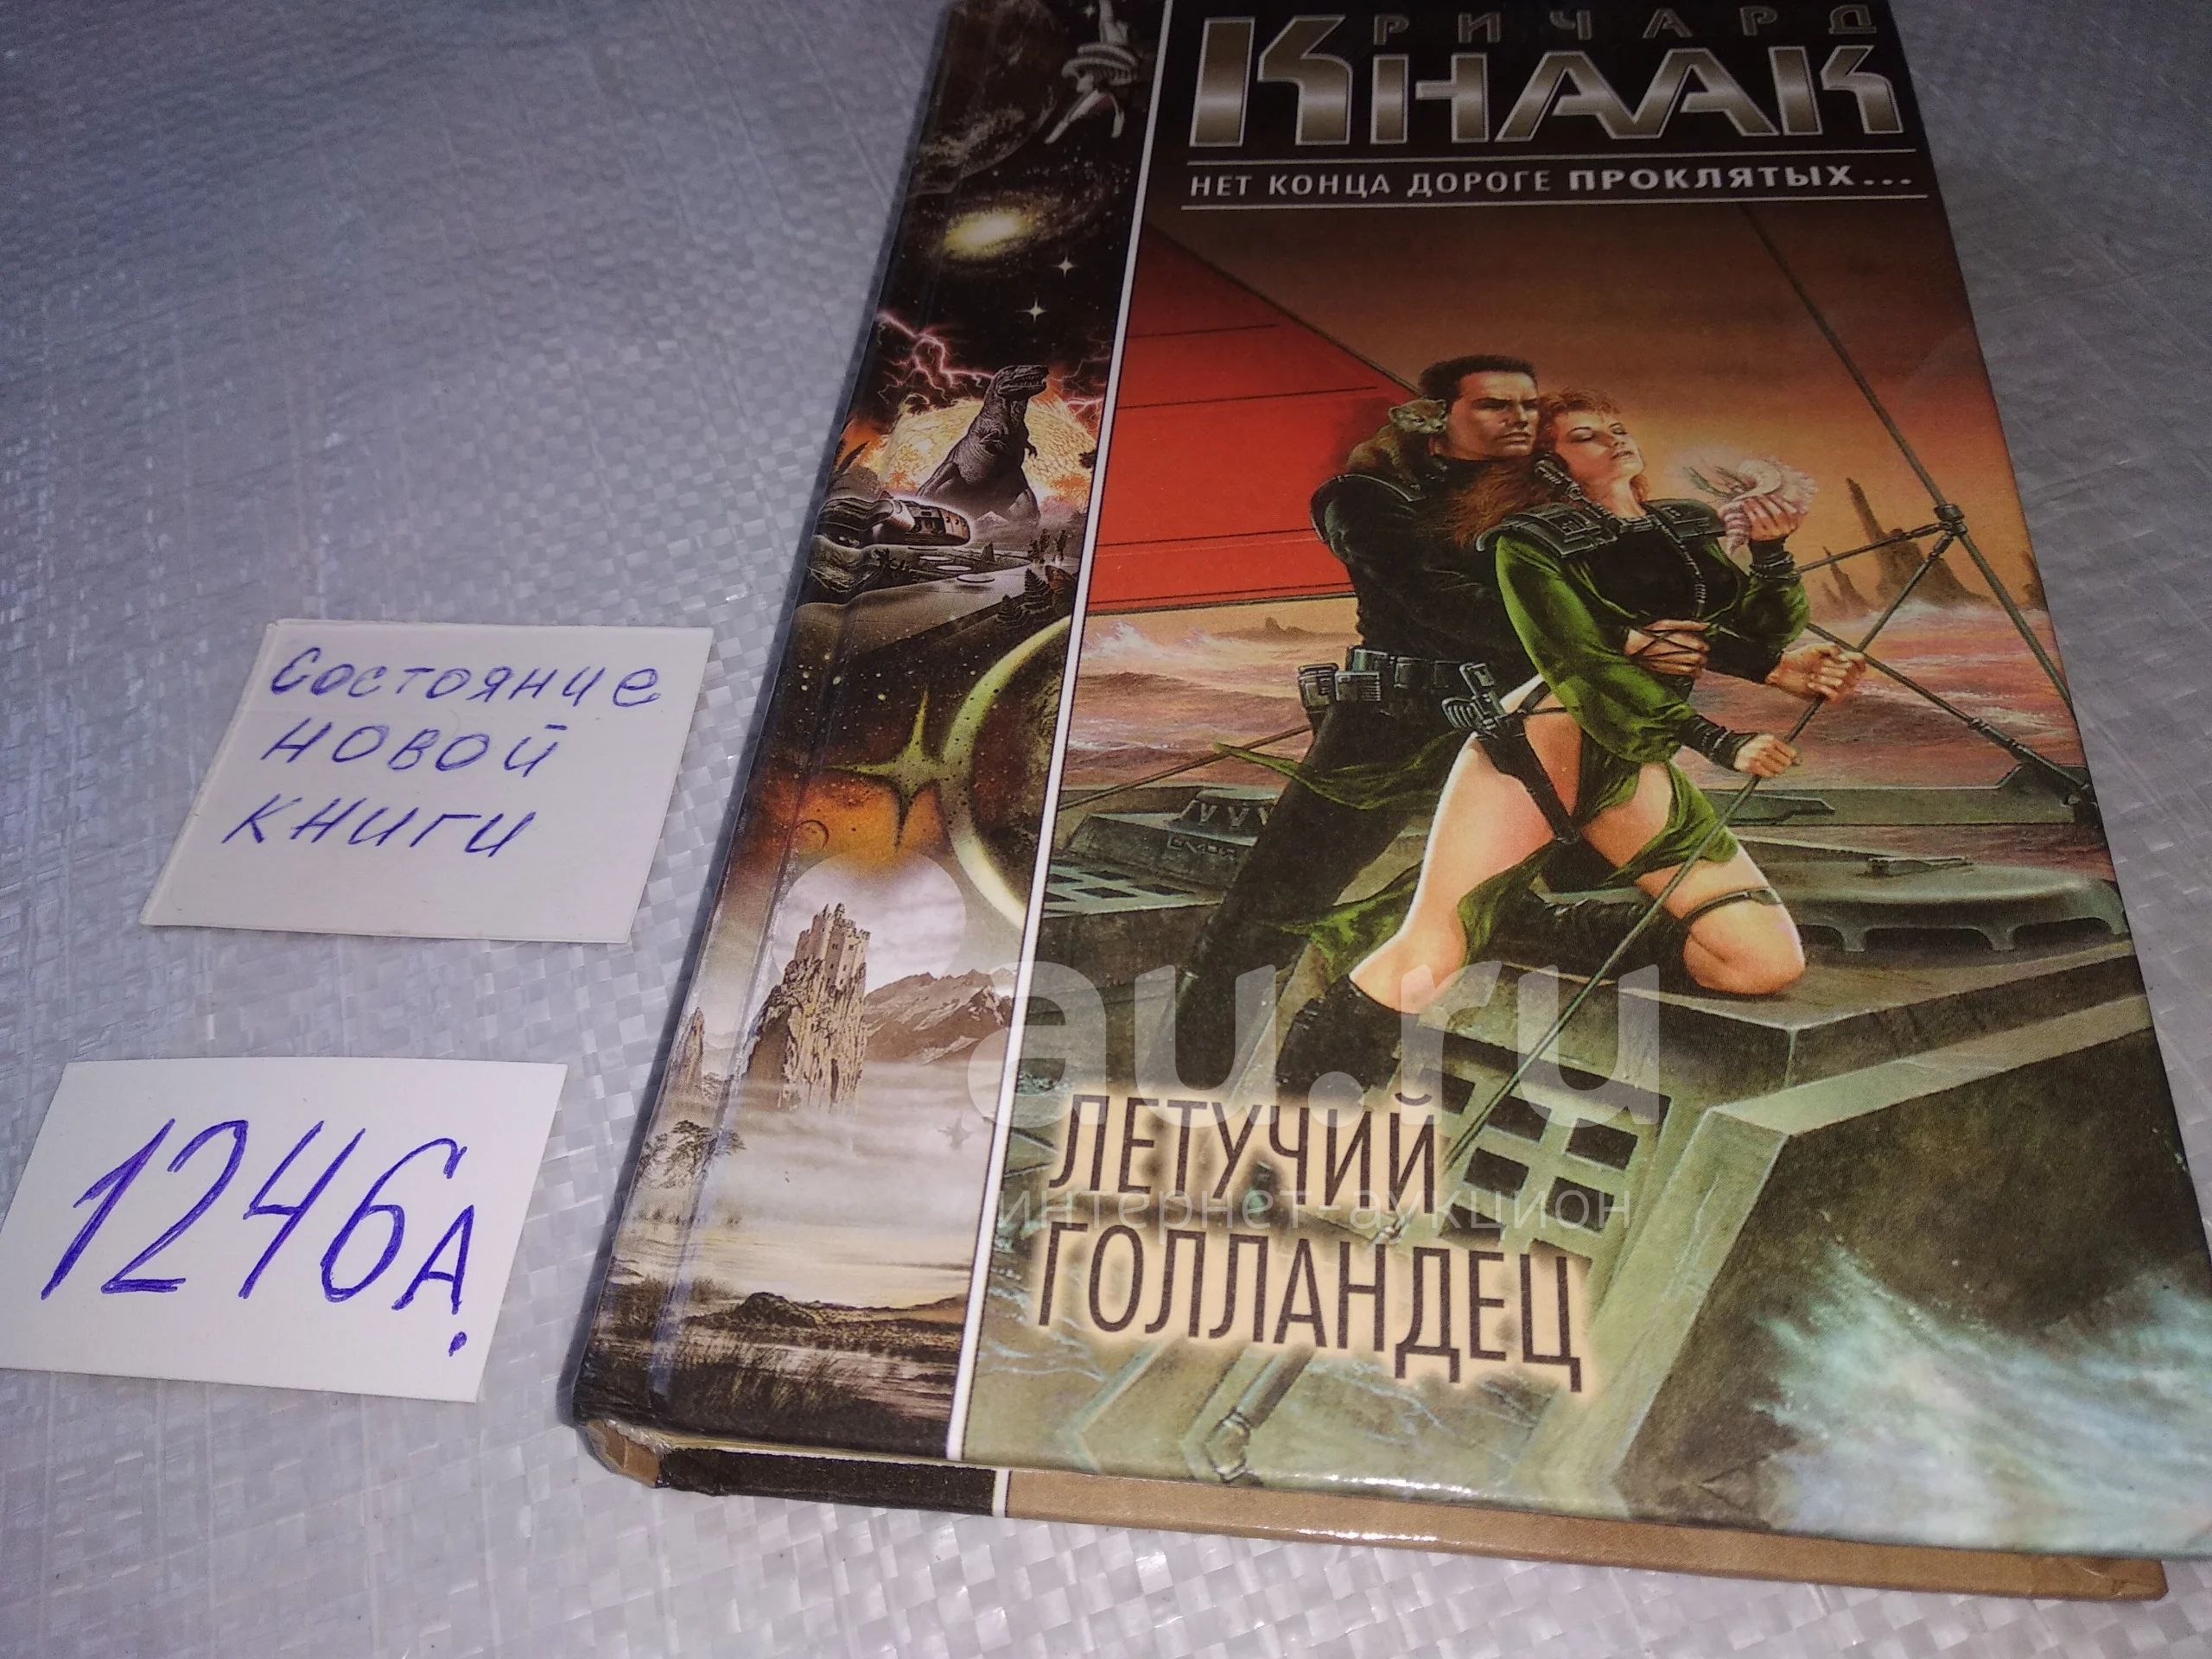 РИЧАРД
КНААК
НЕТ КОНЦА ДОРОГЕ ПРОКЛЯТЫХ...
Состояние
новой
книги
1246А.
au.ru
интернет-аукцион
ЛЕТУЧИЙ
ГОЛЛАНДЕЦ